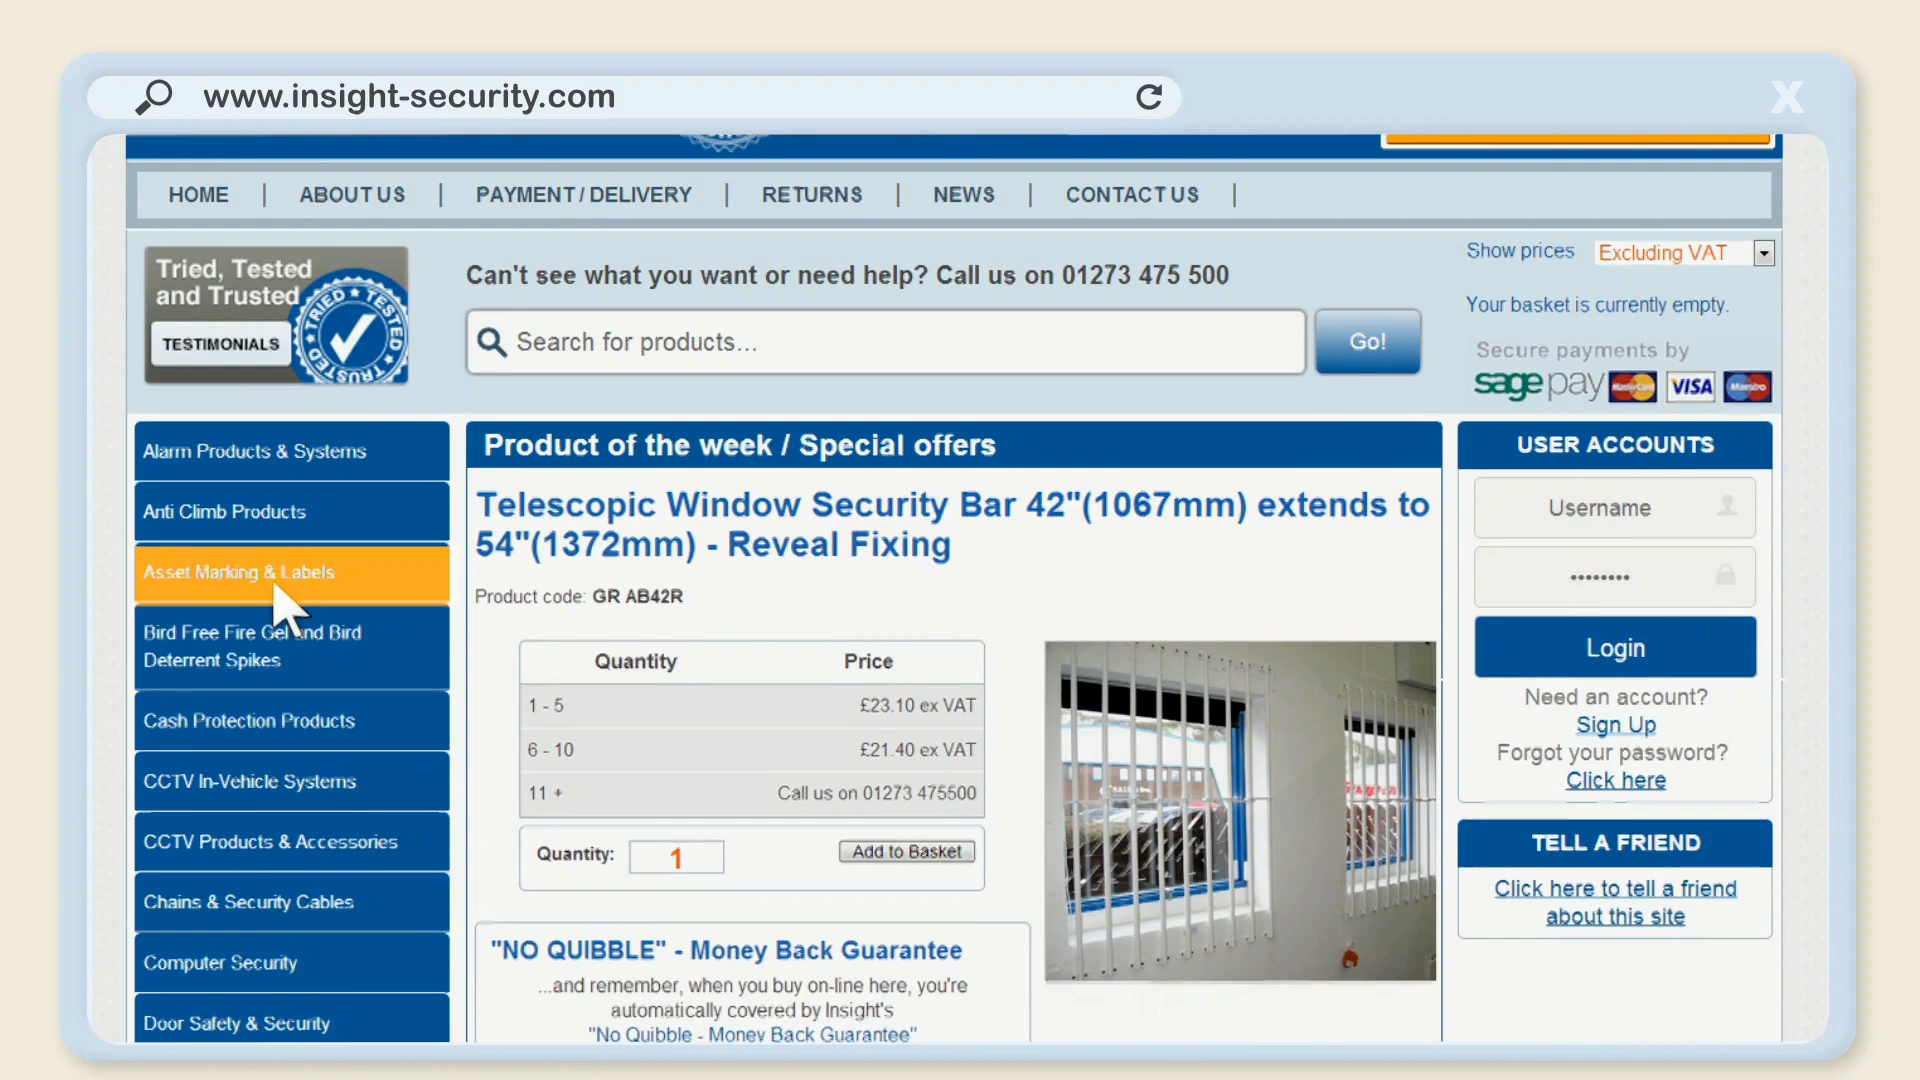 www.insight-security.com
X
HOME | ABOUT US | PAYMENT / DELIVERY | RETURNS | NEWS | CONTACT US |
Tried, Tested
and Trusted
TESTIMONIALS
TRIED ★ TESTED ★ TRUSTED
Can't see what you want or need help? Call us on 01273 475 500
Search for products...
Go!
Show prices Excluding VAT
Your basket is currently empty.
Secure payments by
sage pay MasterCard VISA Maestro
Alarm Products & Systems
Anti Climb Products
Asset Marking & Labels
Bird Free Fire Gel and Bird
Deterrent Spikes
Cash Protection Products
CCTV In-Vehicle Systems
CCTV Products & Accessories
Chains & Security Cables
Computer Security
Door Safety & Security
Product of the week / Special offers
Telescopic Window Security Bar 42"(1067mm) extends to
54"(1372mm) - Reveal Fixing
Product code: GR AB42R
Quantity Price
1 - 5 £23.10 ex VAT
6 - 10 £21.40 ex VAT
11 + Call us on 01273 475500
Quantity: 1 Add to Basket
"NO QUIBBLE" - Money Back Guarantee
...and remember, when you buy on-line here, you're
automatically covered by Insight's
"No Quibble - Money Back Guarantee"
USER ACCOUNTS
Username
••••••••
Login
Need an account?
Sign Up
Forgot your password?
Click here
TELL A FRIEND
Click here to tell a friend
about this site